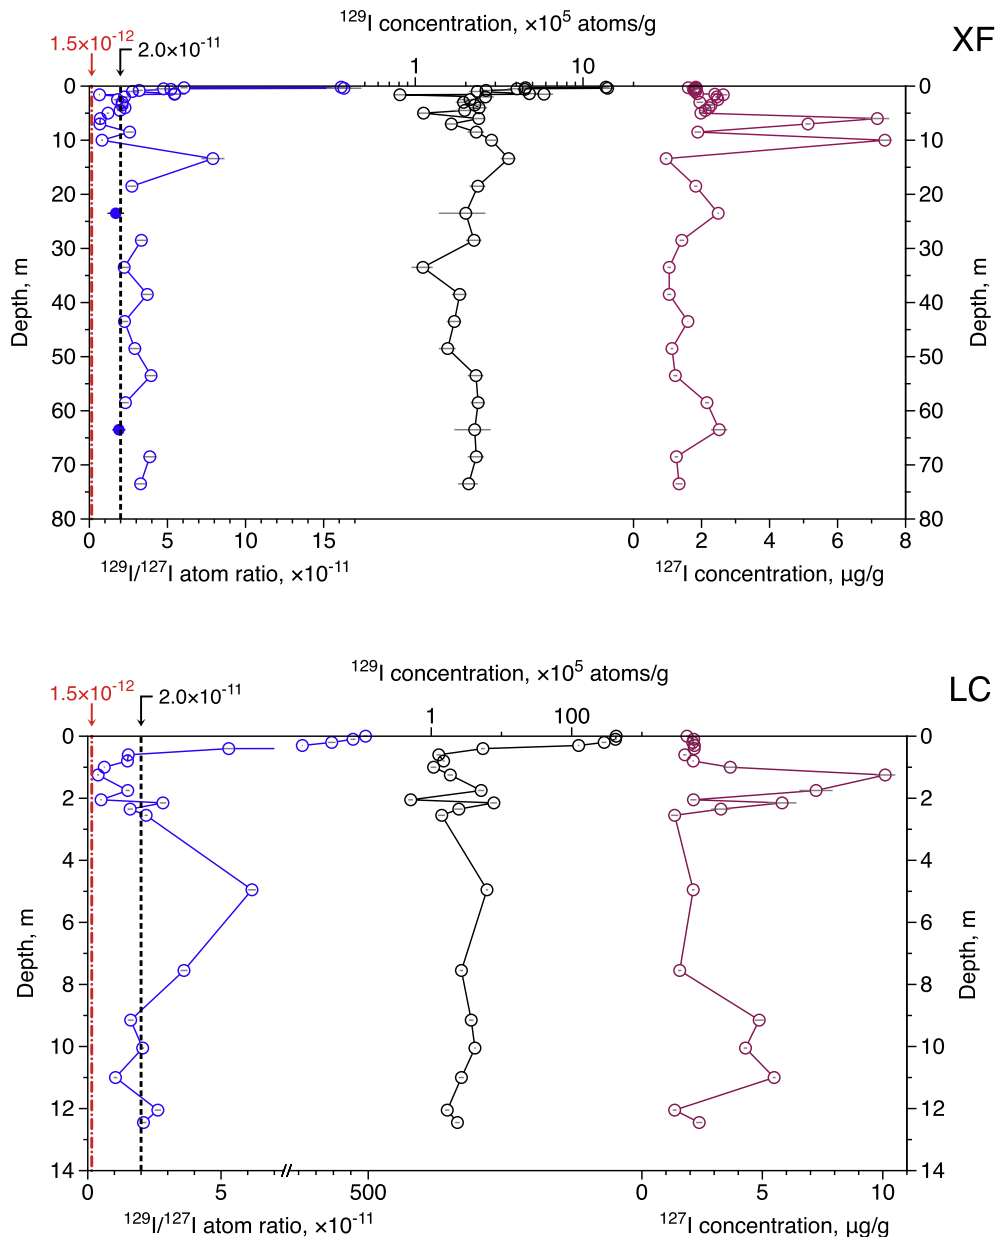 ¹²⁹I concentration, ×10⁵ atoms/g
XF
1.5×10⁻¹²
2.0×10⁻¹¹
1 10
0 0
10 10
20 20
30 30
40 40
50 50
60 60
70 70
80 80
Depth, m
Depth, m
0 5 10 15 0 2 4 6 8
¹²⁹I/¹²⁷I atom ratio, ×10⁻¹¹
¹²⁷I concentration, µg/g
¹²⁹I concentration, ×10⁵ atoms/g
LC
1.5×10⁻¹²
2.0×10⁻¹¹
1 100
0 0
2 2
4 4
6 6
8 8
10 10
12 12
14 14
Depth, m
Depth, m
0 5 500 0 5 10
¹²⁹I/¹²⁷I atom ratio, ×10⁻¹¹
¹²⁷I concentration, µg/g